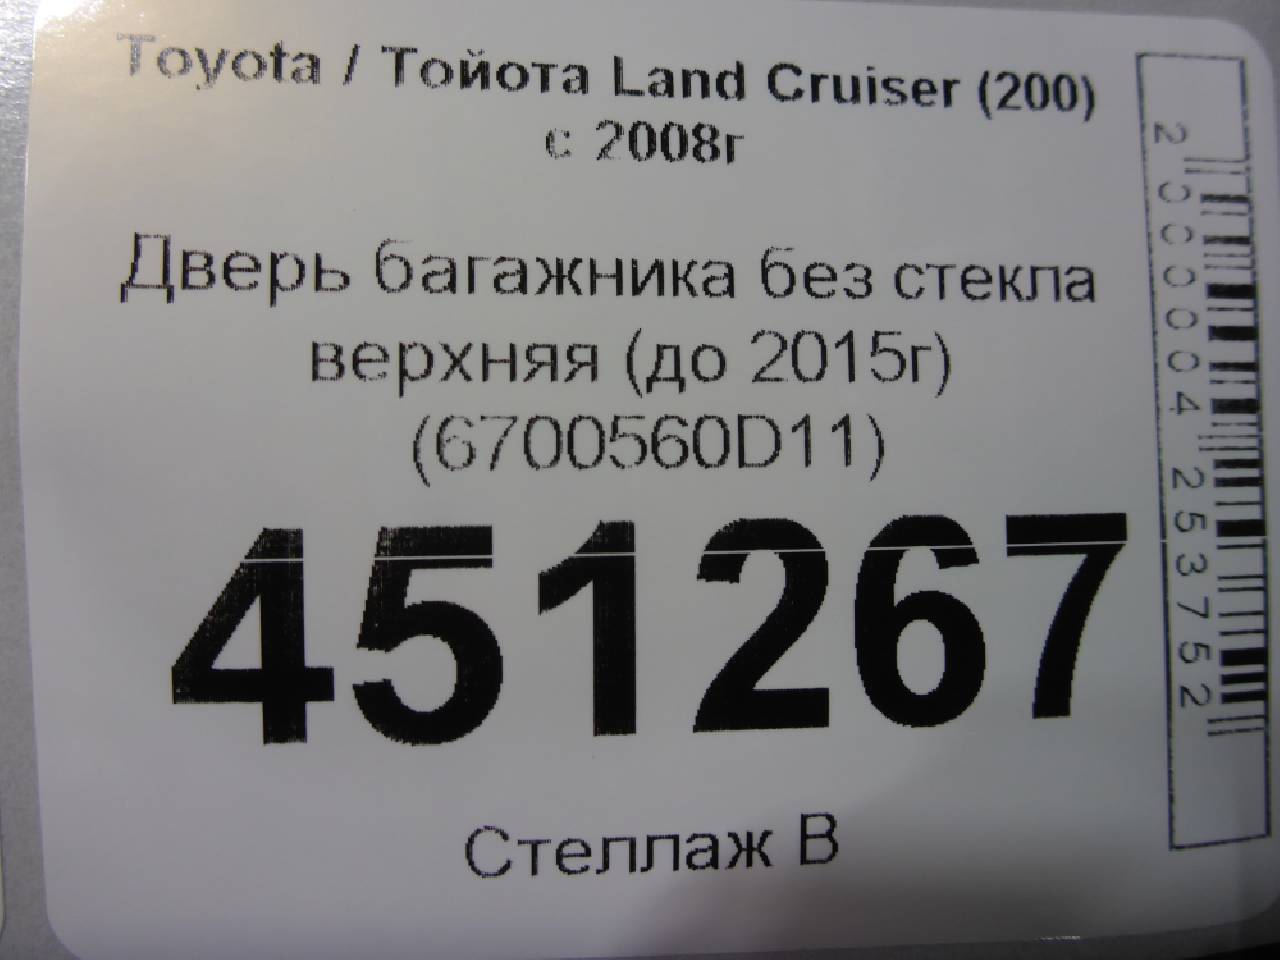 Toyota / Тойота Land Cruiser (200)
с 2008г
Дверь багажника без стекла
верхняя (до 2015г)
(6700560D11)
451267
Стеллаж В
2000004253752